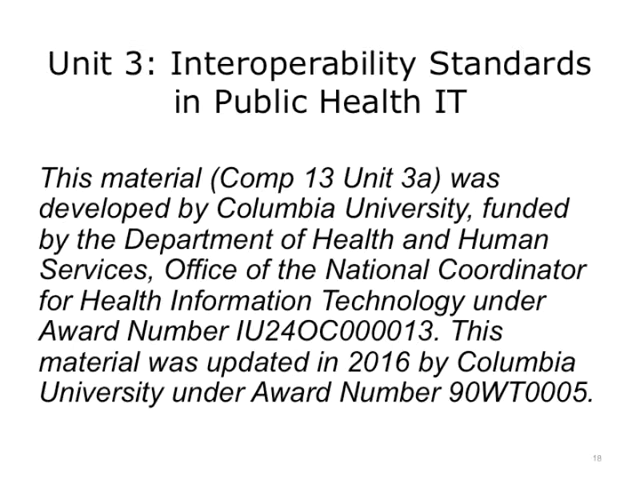 Unit 3: Interoperability Standards
in Public Health IT
This material (Comp 13 Unit 3a) was
developed by Columbia University, funded
by the Department of Health and Human
Services, Office of the National Coordinator
for Health Information Technology under
Award Number IU24OC000013. This
material was updated in 2016 by Columbia
University under Award Number 90WT0005.
18